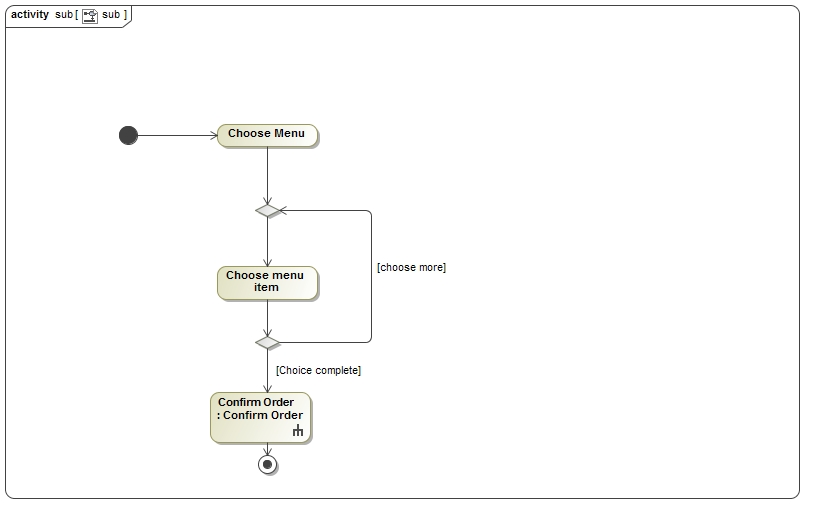 activity sub [ sub ]
Choose Menu
Choose menu
item
[choose more]
[Choice complete]
Confirm Order
: Confirm Order